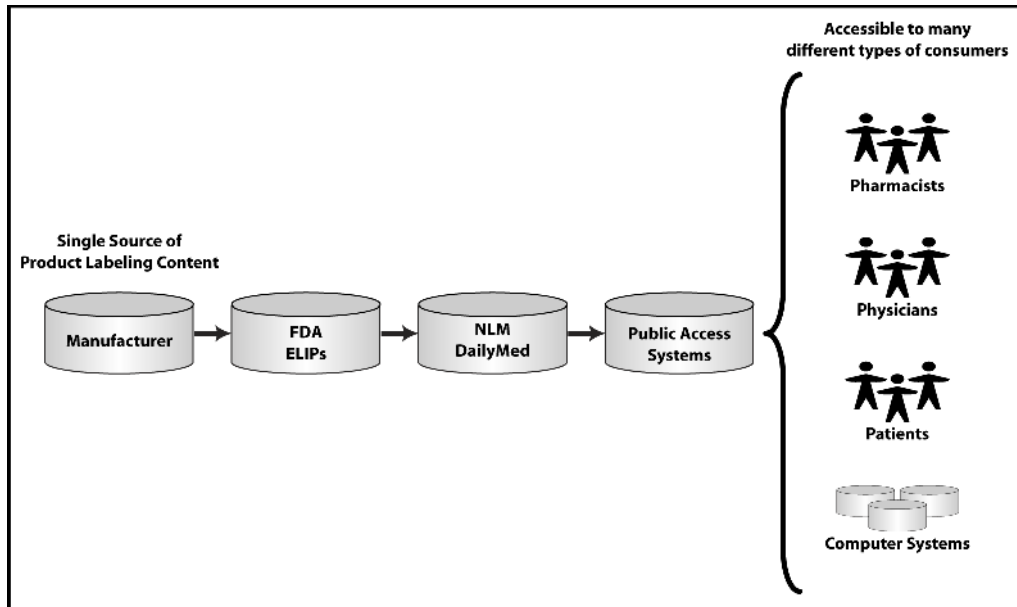 Accessible to many
different types of consumers
Pharmacists
Single Source of
Product Labeling Content
Physicians
Manufacturer
FDA
ELIPs
NLM
DailyMed
Public Access
Systems
Patients
Computer Systems